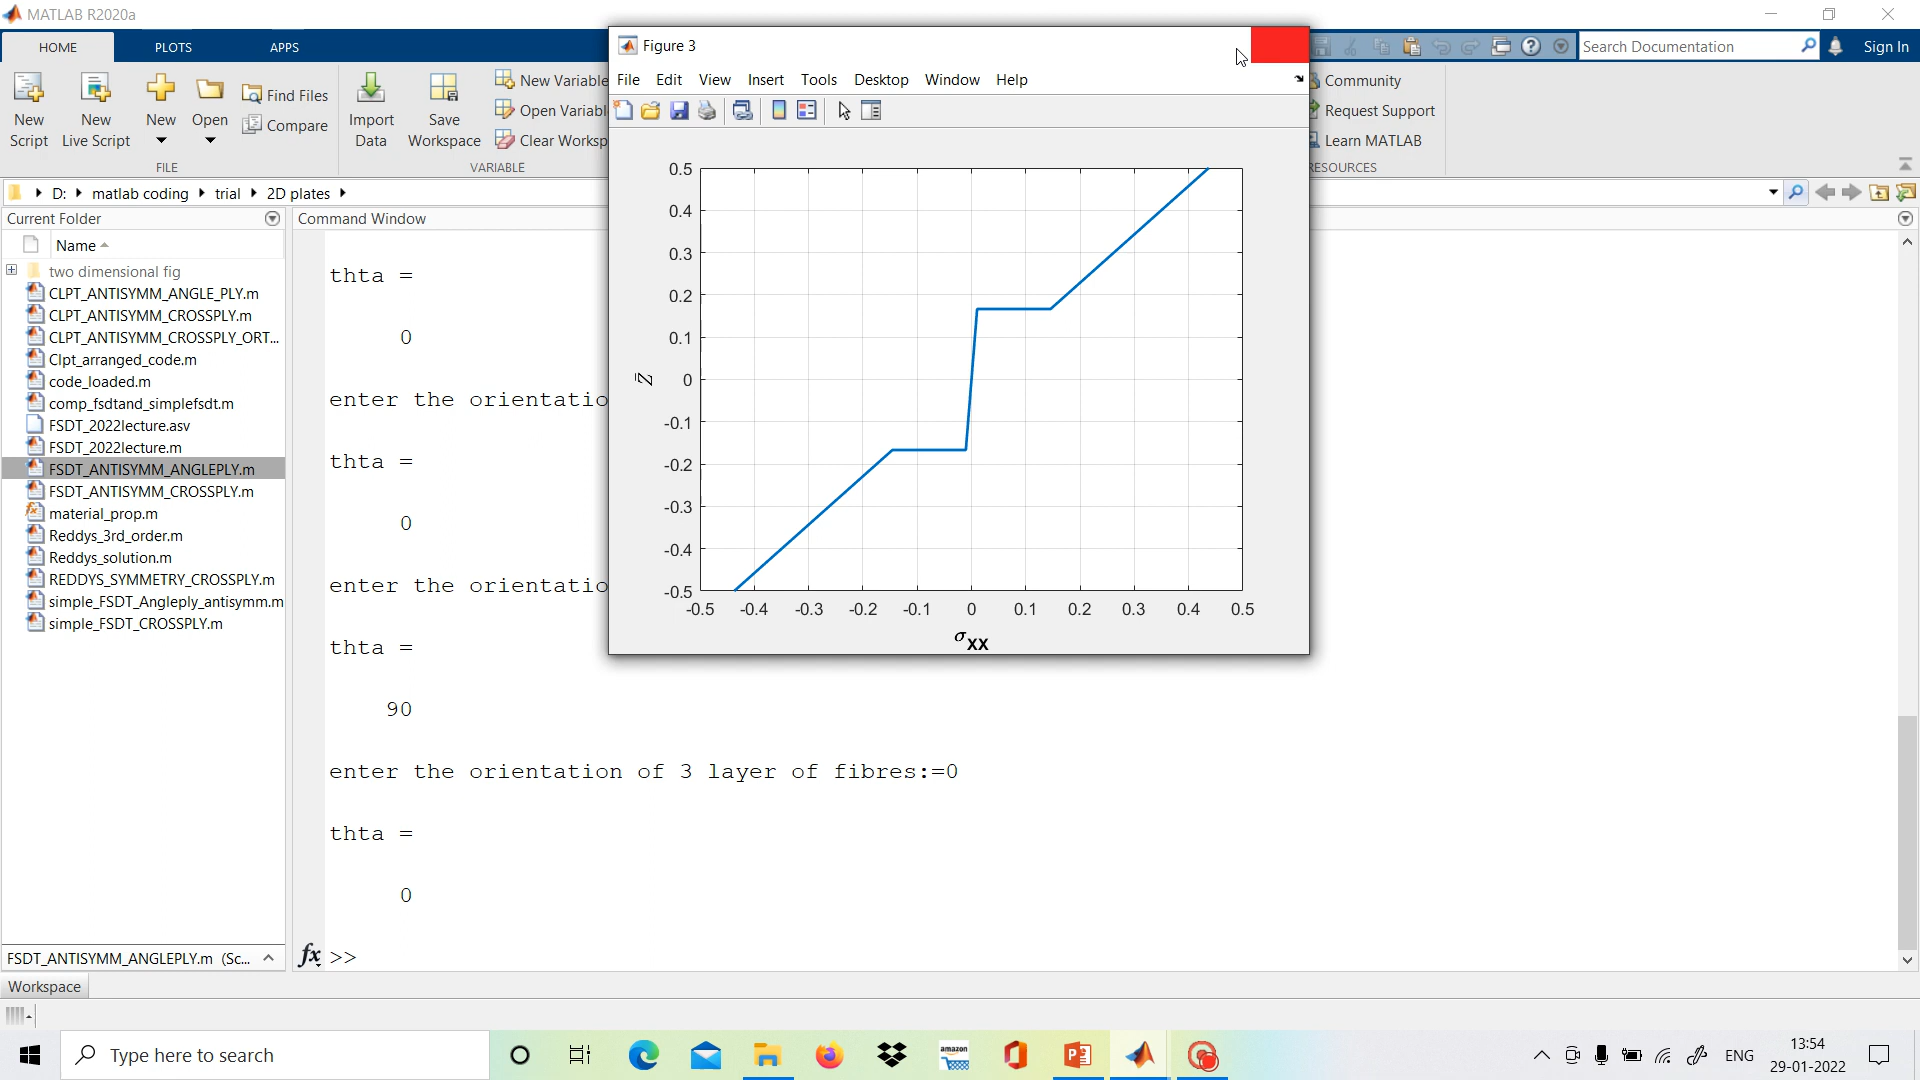 MATLAB R2020a
HOME PLOTS APPS
Search Documentation
Sign In
New Script
New Live Script
New
Open
Find Files
Compare
FILE
Import Data
Save Workspace
New Variable
Open Variabl
Clear Worksp
VARIABLE
Community
Request Support
Learn MATLAB
RESOURCES
D: matlab coding trial 2D plates
Current Folder
Name
two dimensional fig
CLPT_ANTISYMM_ANGLE_PLY.m
CLPT_ANTISYMM_CROSSPLY.m
CLPT_ANTISYMM_CROSSPLY_ORT...
Clpt_arranged_code.m
code_loaded.m
comp_fsdtand_simplefsdt.m
FSDT_2022lecture.asv
FSDT_2022lecture.m
FSDT_ANTISYMM_ANGLEPLY.m
FSDT_ANTISYMM_CROSSPLY.m
material_prop.m
Reddys_3rd_order.m
Reddys_solution.m
REDDYS_SYMMETRY_CROSSPLY.m
simple_FSDT_Angleply_antisymm.m
simple_FSDT_CROSSPLY.m
FSDT_ANTISYMM_ANGLEPLY.m (Sc...
Workspace
Command Window
thta =
0
enter the orientatio
thta =
0
enter the orientatio
thta =
90
enter the orientation of 3 layer of fibres:=0
thta =
0
fx >>
Figure 3
File Edit View Insert Tools Desktop Window Help
0.5
0.4
0.3
0.2
0.1
0
-0.1
-0.2
-0.3
-0.4
-0.5
z̄
-0.5 -0.4 -0.3 -0.2 -0.1 0 0.1 0.2 0.3 0.4 0.5
σxx
Type here to search
amazon
ENG
13:54
29-01-2022